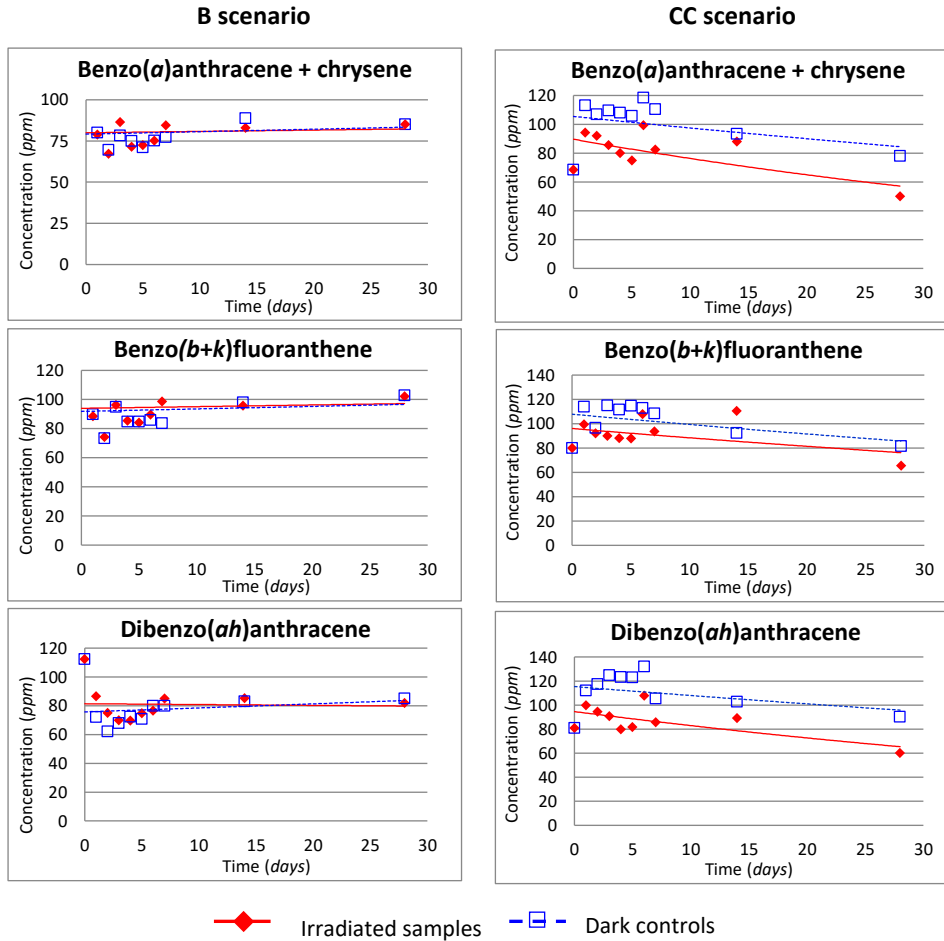 B scenario
CC scenario
Benzo(a)anthracene + chrysene
Concentration (ppm)
100
75
50
25
0
0 5 10 15 20 25 30
Time (days)
Benzo(a)anthracene + chrysene
Concentration (ppm)
120
100
80
60
40
20
0
0 5 10 15 20 25 30
Time (days)
Benzo(b+k)fluoranthene
Concentration (ppm)
120
100
80
60
40
20
0
0 5 10 15 20 25 30
Time (days)
Benzo(b+k)fluoranthene
Concentration (ppm)
140
120
100
80
60
40
20
0
0 5 10 15 20 25 30
Time (days)
Dibenzo(ah)anthracene
Concentration (ppm)
120
100
80
60
40
20
0
0 5 10 15 20 25 30
Time (days)
Dibenzo(ah)anthracene
Concentration (ppm)
140
120
100
80
60
40
20
0
0 5 10 15 20 25 30
Time (days)
Irradiated samples
Dark controls